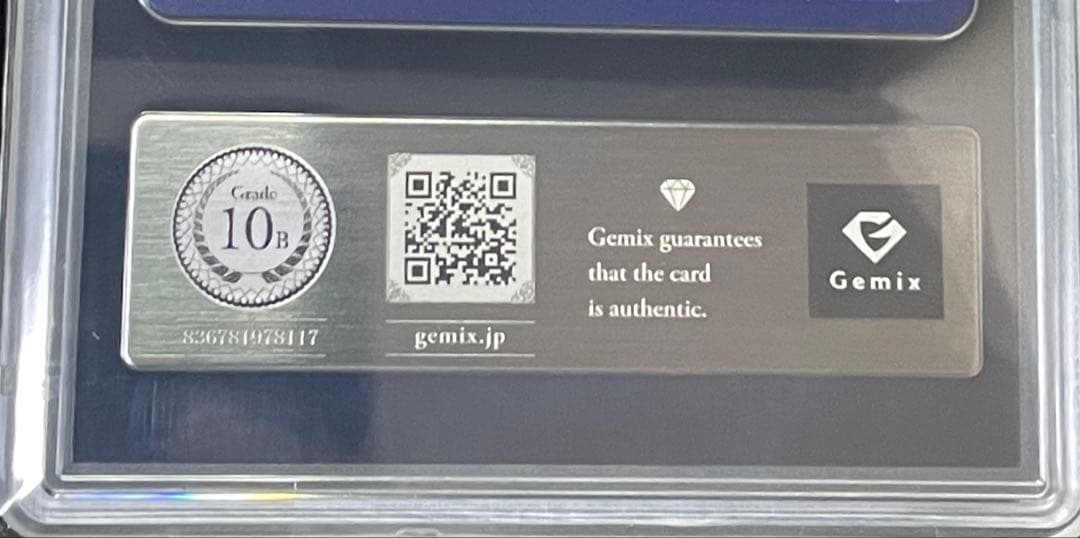 Grade
10B
836781978117
gemix.jp
Gemix guarantees
that the card
is authentic.
Gemix